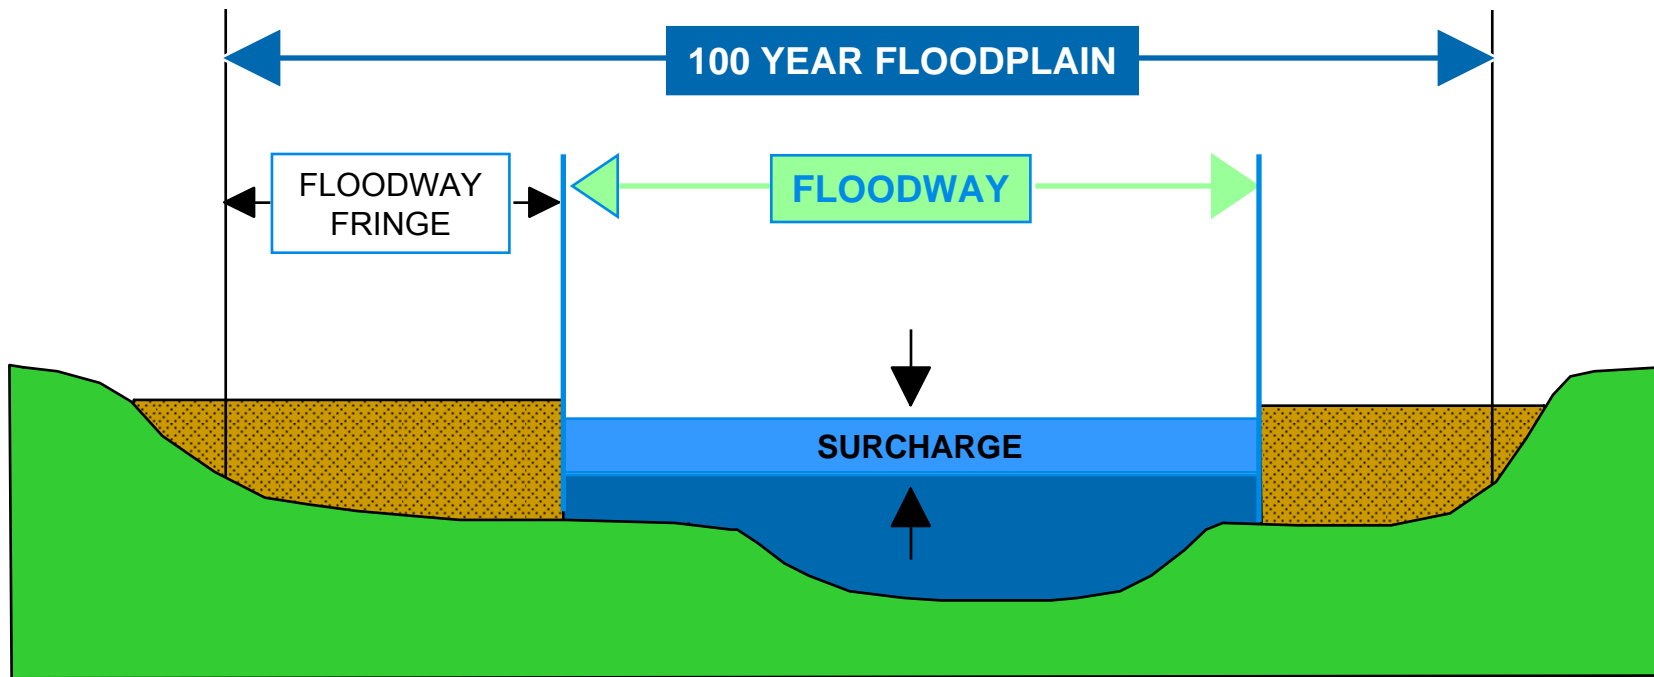 100 YEAR FLOODPLAIN
FLOODWAY
FRINGE
FLOODWAY
SURCHARGE